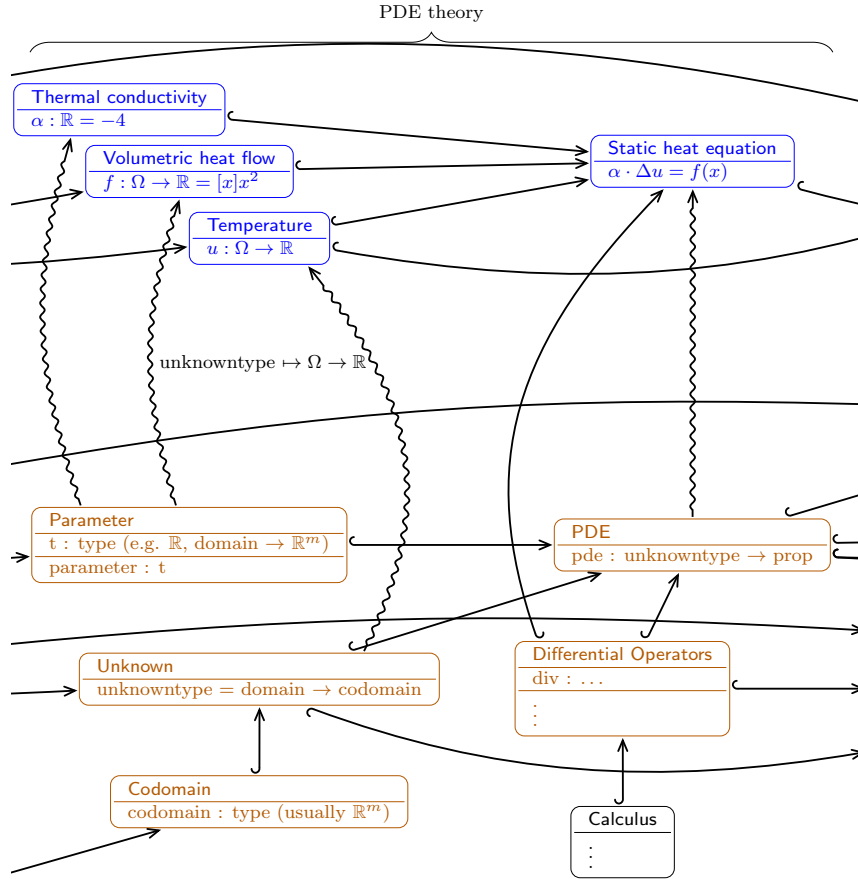 PDE theory
Thermal conductivity
α : ℝ = −4
Volumetric heat flow
f : Ω → ℝ = [x]x²
Temperature
u : Ω → ℝ
Static heat equation
α · Δu = f(x)
unknowntype ↦ Ω → ℝ
Parameter
t : type (e.g. ℝ, domain → ℝᵐ)
parameter : t
PDE
pde : unknowntype → prop
Unknown
unknowntype = domain → codomain
Differential Operators
div : …
⋮
Codomain
codomain : type (usually ℝᵐ)
Calculus
⋮